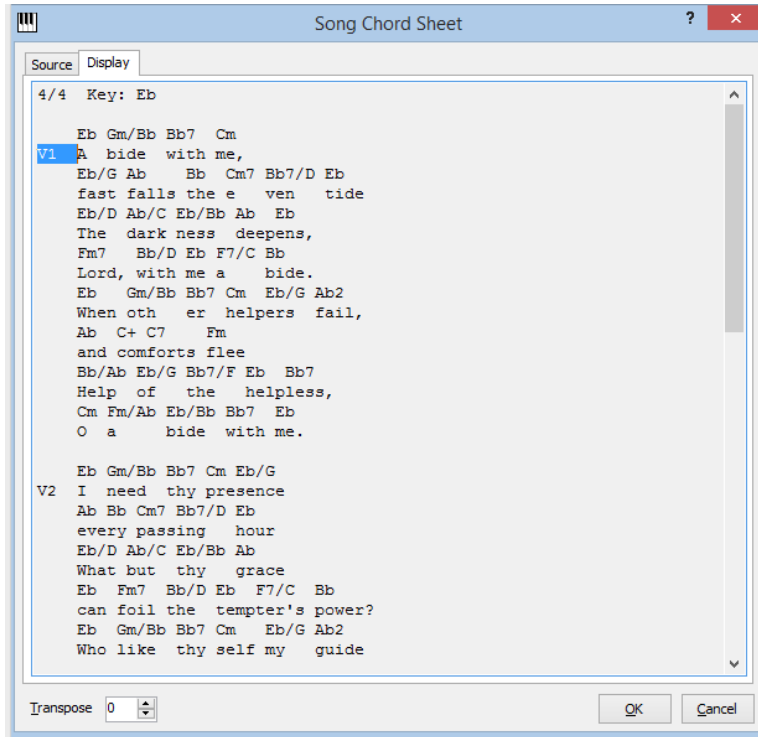 Song Chord Sheet ? ×
Source Display
4/4 Key: Eb
Eb Gm/Bb Bb7 Cm
V1 A bide with me,
Eb/G Ab Bb Cm7 Bb7/D Eb
fast falls the e ven tide
Eb/D Ab/C Eb/Bb Ab Eb
The dark ness deepens,
Fm7 Bb/D Eb F7/C Bb
Lord, with me a bide.
Eb Gm/Bb Bb7 Cm Eb/G Ab2
When oth er helpers fail,
Ab C+ C7 Fm
and comforts flee
Bb/Ab Eb/G Bb7/F Eb Bb7
Help of the helpless,
Cm Fm/Ab Eb/Bb Bb7 Eb
O a bide with me.
Eb Gm/Bb Bb7 Cm Eb/G
V2 I need thy presence
Ab Bb Cm7 Bb7/D Eb
every passing hour
Eb/D Ab/C Eb/Bb Ab
What but thy grace
Eb Fm7 Bb/D Eb F7/C Bb
can foil the tempter's power?
Eb Gm/Bb Bb7 Cm Eb/G Ab2
Who like thy self my guide
Transpose 0 OK Cancel